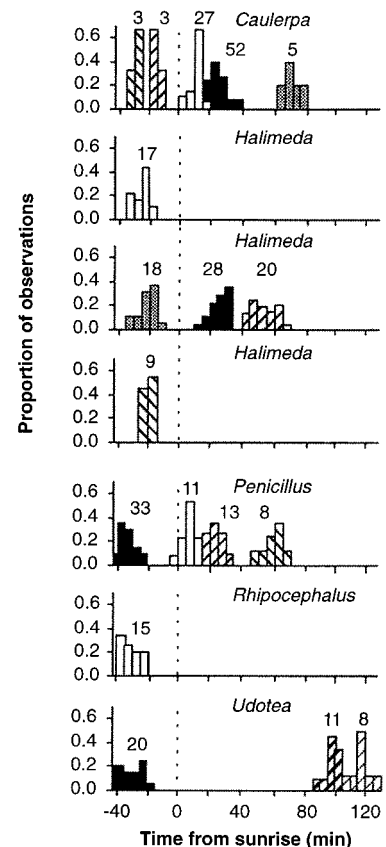 3 3 27 52 5 Caulerpa
0.6
0.4
0.2
0.0
17 Halimeda
0.6
0.4
0.2
0.0
18 28 20 Halimeda
0.6
0.4
0.2
0.0
9 Halimeda
0.6
0.4
0.2
0.0
Proportion of observations
33 11 13 8 Penicillus
0.6
0.4
0.2
0.0
15 Rhipocephalus
0.6
0.4
0.2
0.0
20 11 8 Udotea
0.6
0.4
0.2
0.0
-40 0 40 80 120
Time from sunrise (min)